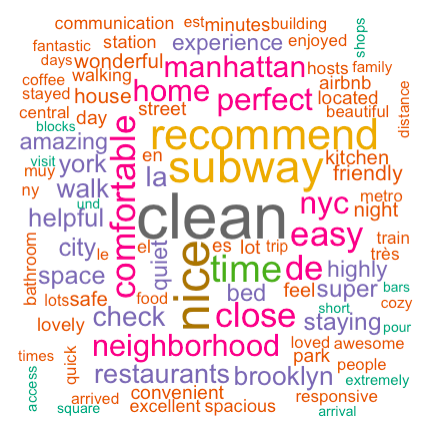 communication est minutes building
fantastic station experience enjoyed shops
days wonderful manhattan hosts family
coffee walking airbnb
stayed house home perfect located distance
central day street beautiful
blocks recommend
amazing comfortable en kitchen
visit york la subway friendly
muy
ny walk clean nyc metro
und night
helpful easy
city el es lot trip train
le quiet nice time de très
bathroom space highly
bed feel super bars
lots safe food short cozy
lovely check close staying pour
times neighborhood loved awesome
quick park people
access restaurants brooklyn extremely
convenient responsive
arrived
square excellent spacious arrival